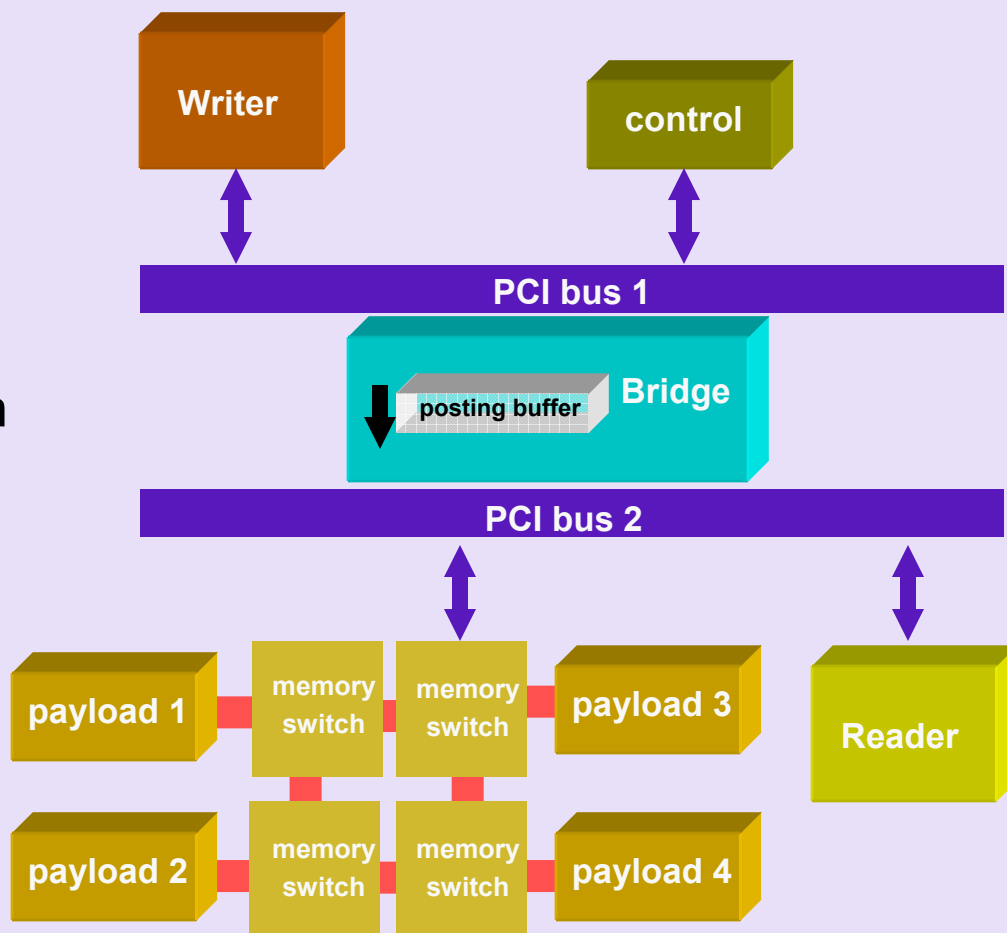 Writer
control
PCI bus 1
Bridge
posting buffer
n
PCI bus 2
payload 1
memory
switch
memory
switch
payload 3
Reader
payload 2
memory
switch
memory
switch
payload 4